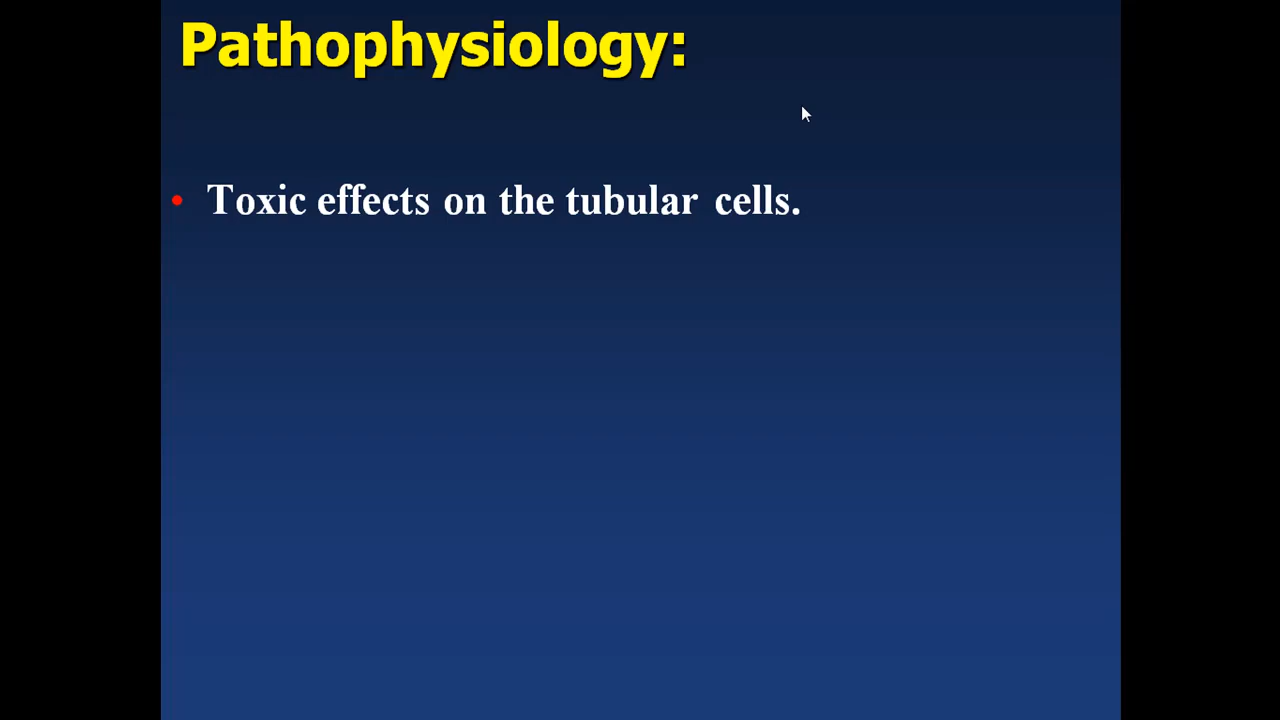 Pathophysiology:
• Toxic effects on the tubular cells.